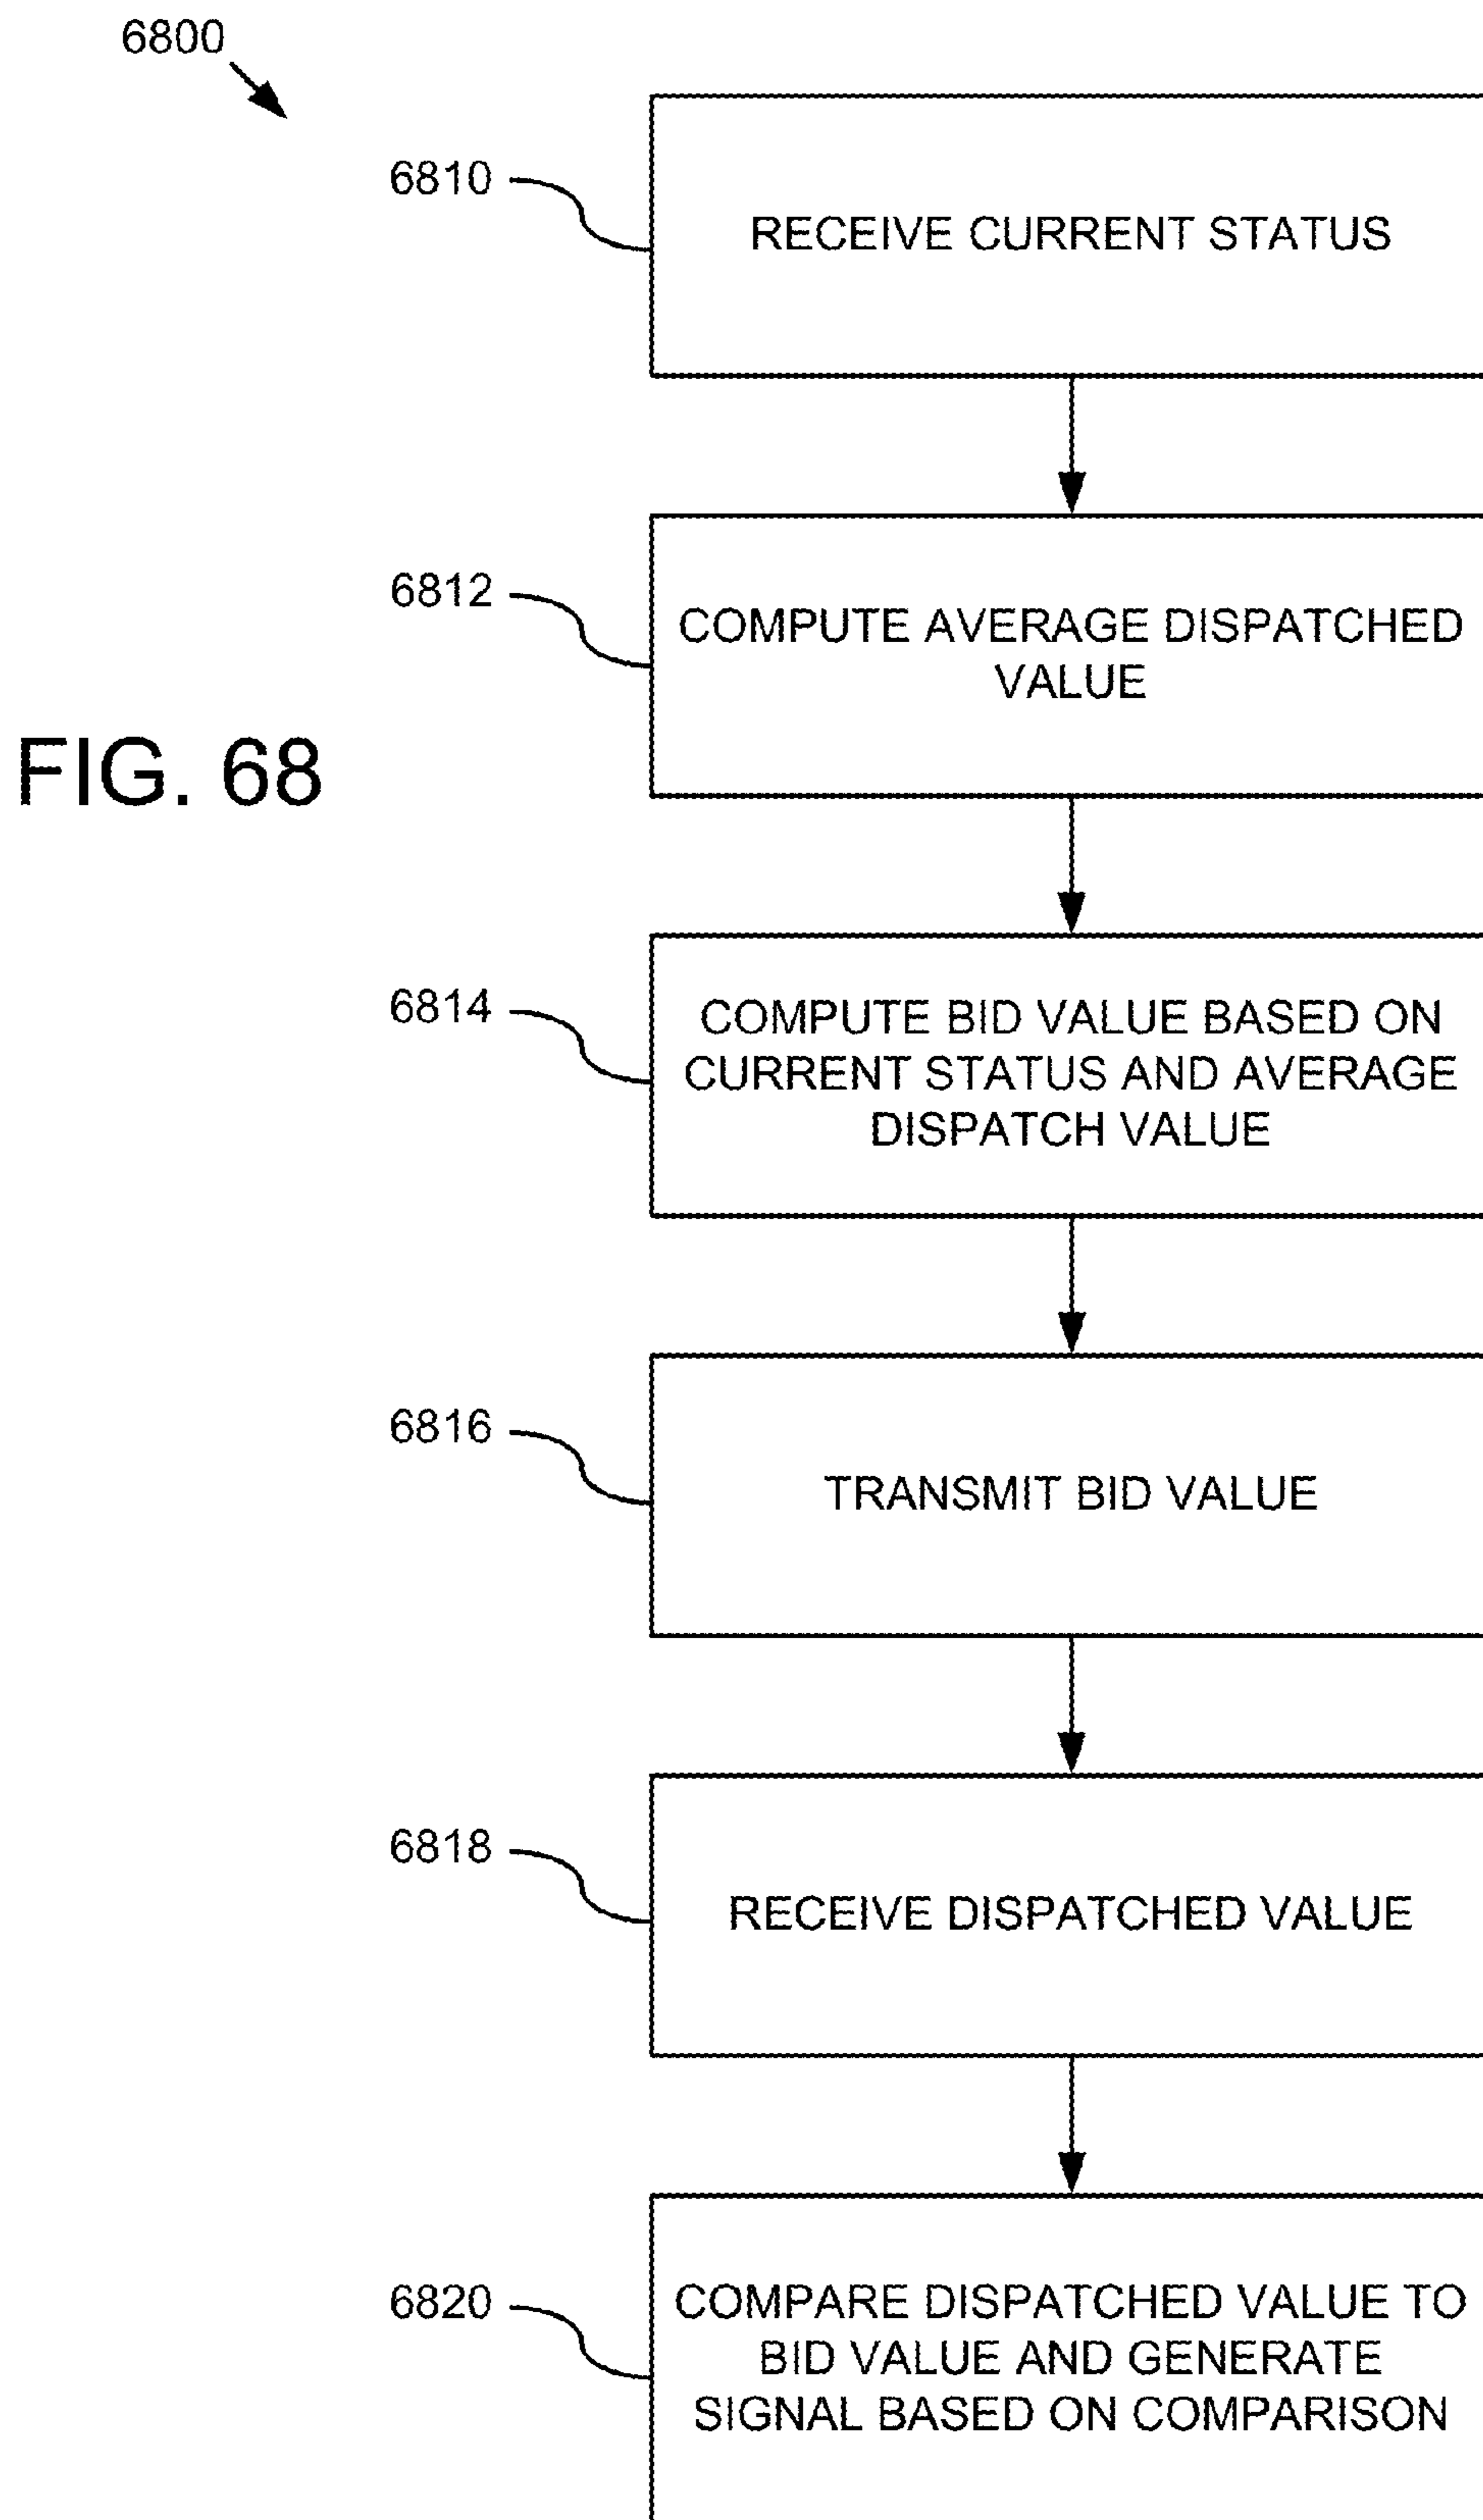 6800
6810
RECEIVE CURRENT STATUS
6812
COMPUTE AVERAGE DISPATCHED
VALUE
FIG. 68
6814
COMPUTE BID VALUE BASED ON
CURRENT STATUS AND AVERAGE
DISPATCH VALUE
6816
TRANSMIT BID VALUE
6818
RECEIVE DISPATCHED VALUE
6820
COMPARE DISPATCHED VALUE TO
BID VALUE AND GENERATE
SIGNAL BASED ON COMPARISON